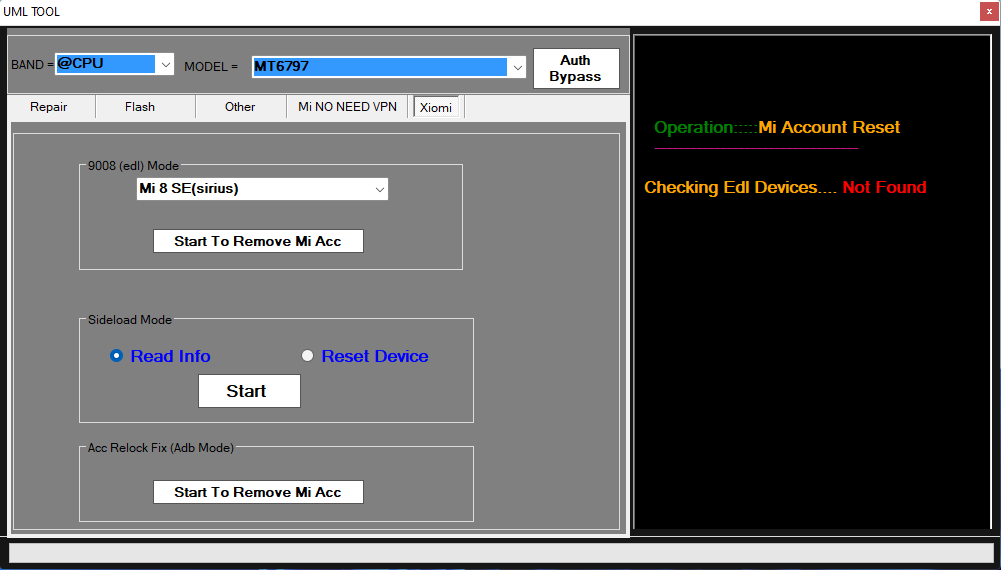 UML TOOL
BAND = @CPU MODEL = MT6797 Auth Bypass
Repair Flash Other Mi NO NEED VPN Xiomi
9008 (edl) Mode
Mi 8 SE(sirius)
Start To Remove Mi Acc
Sideload Mode
Read Info Reset Device
Start
Acc Relock Fix (Adb Mode)
Start To Remove Mi Acc
Operation:::::Mi Account Reset
Checking Edl Devices.... Not Found